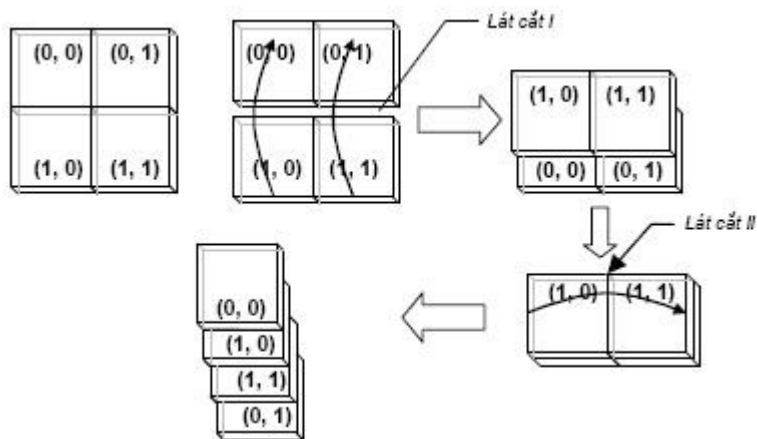 Lát cắt I
(0, 0) (0, 1)
(1, 0) (1, 1)
(0, 0) (0, 1)
(1, 0) (1, 1)
(1, 0) (1, 1)
(0, 0) (0, 1)
Lát cắt II
(1, 0) (1, 1)
(0, 0)
(1, 0)
(1, 1)
(0, 1)